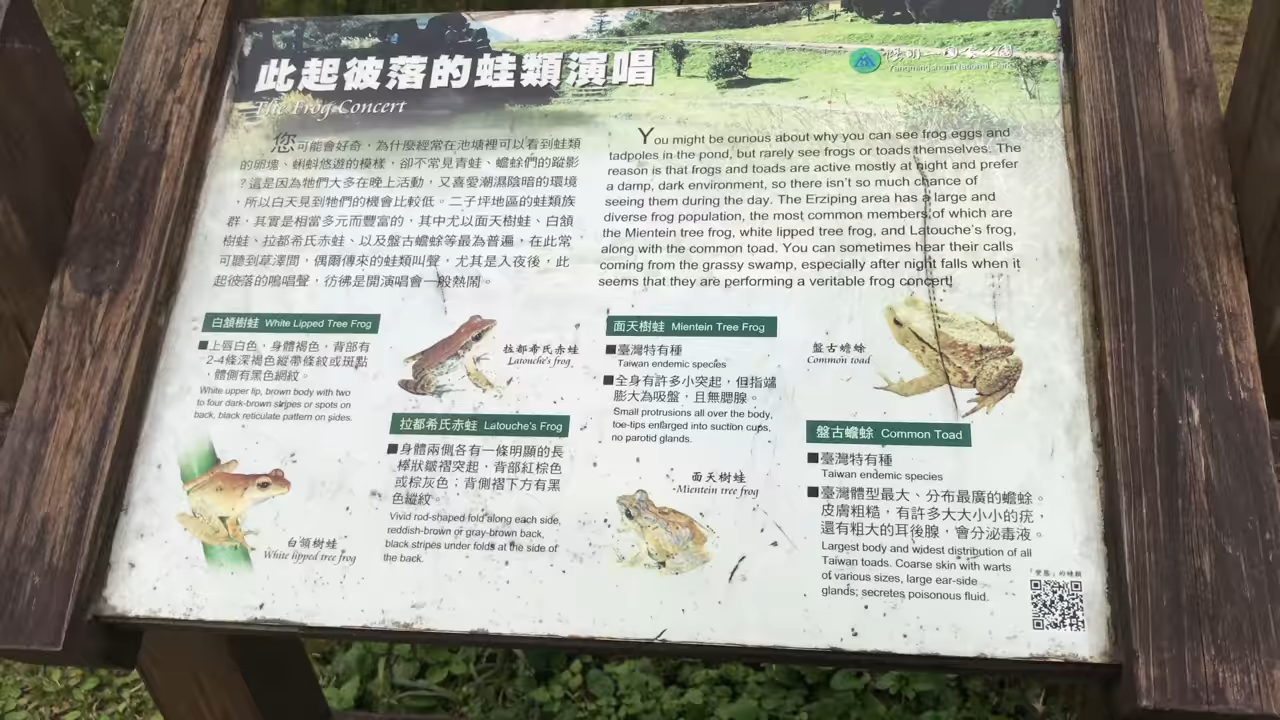 此起彼落的蛙類演唱
The Frog Concert
Yangmingshan National Park
您可能會好奇，為什麼經常在池塘裡可以看到蛙類
的卵塊、蝌蚪悠遊的模樣，卻不常見青蛙、蟾蜍們的蹤影
？這是因為牠們大多在晚上活動，又喜愛潮濕陰暗的環境
，所以白天見到牠們的機會比較低。二子坪地區的蛙類族
群，其實是相當多元而豐富的，其中尤以面天樹蛙、白頷
樹蛙、拉都希氏赤蛙、以及盤古蟾蜍等最為普遍，在此常
可聽到草澤間，偶爾傳來的蛙類叫聲，尤其是入夜後，此
起彼落的鳴唱聲，彷彿是開演唱會一般熱鬧。
You might be curious about why you can see frog eggs and
tadpoles in the pond, but rarely see frogs or toads themselves. The
reason is that frogs and toads are active mostly at night and prefer
a damp, dark environment, so there isn't so much chance of
seeing them during the day. The Erziping area has a large and
diverse frog population, the most common members of which are
the Mientein tree frog, white lipped tree frog, and Latouche's frog,
along with the common toad. You can sometimes hear their calls
coming from the grassy swamp, especially after night falls when it
seems that they are performing a veritable frog concert!
白頷樹蛙 White Lipped Tree Frog
■上唇白色，身體褐色，背部有
2-4條深褐色縱帶條紋或斑點
，體側有黑色網紋。
White upper lip, brown body with two
to four dark-brown stripes or spots on
back, black reticulate pattern on sides.
白頷樹蛙
White lipped tree frog
拉都希氏赤蛙
Latouche's frog
拉都希氏赤蛙 Latouche's Frog
■身體兩側各有一條明顯的長
棒狀皺褶突起，背部紅棕色
或棕灰色；背側褶下方有黑
色縱紋。
Vivid rod-shaped fold along each side,
reddish-brown or gray-brown back,
black stripes under folds at the side of
the back.
面天樹蛙 Mientein Tree Frog
■臺灣特有種
Taiwan endemic species
■全身有許多小突起，但指端
膨大為吸盤，且無腮腺。
Small protrusions all over the body,
toe-tips enlarged into suction cups,
no parotid glands.
面天樹蛙
Mientein tree frog
盤古蟾蜍
Common toad
盤古蟾蜍 Common Toad
■臺灣特有種
Taiwan endemic species
■臺灣體型最大、分布最廣的蟾蜍。
皮膚粗糙，有許多大大小小的疣，
還有粗大的耳後腺，會分泌毒液。
Largest body and widest distribution of all
Taiwan toads. Coarse skin with warts
of various sizes, large ear-side
glands; secretes poisonous fluid.